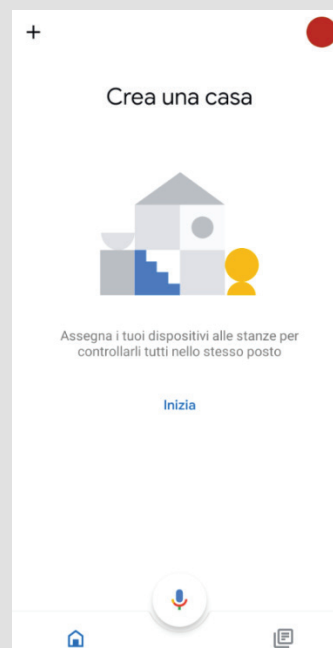 Crea una casa
Assegna i tuoi dispositivi alle stanze per
controllarli tutti nello stesso posto
Inizia